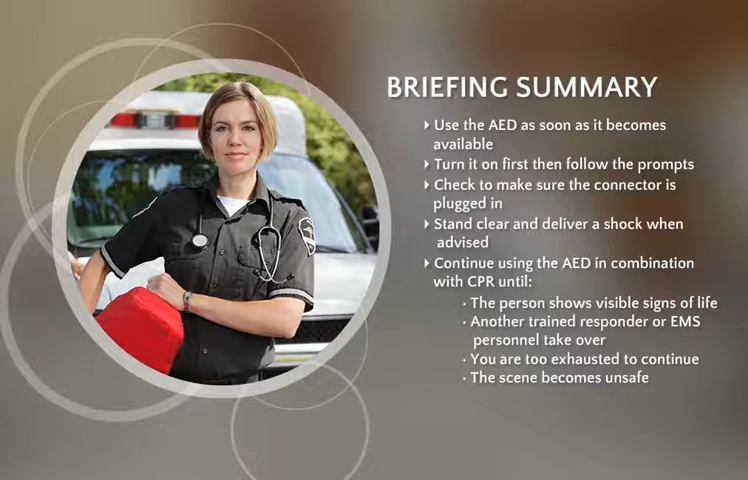 BRIEFING SUMMARY
Use the AED as soon as it becomes
available
Turn it on first then follow the prompts
Check to make sure the connector is
plugged in
Stand clear and deliver a shock when
advised
Continue using the AED in combination
with CPR until:
· The person shows visible signs of life
· Another trained responder or EMS
personnel take over
· You are too exhausted to continue
· The scene becomes unsafe